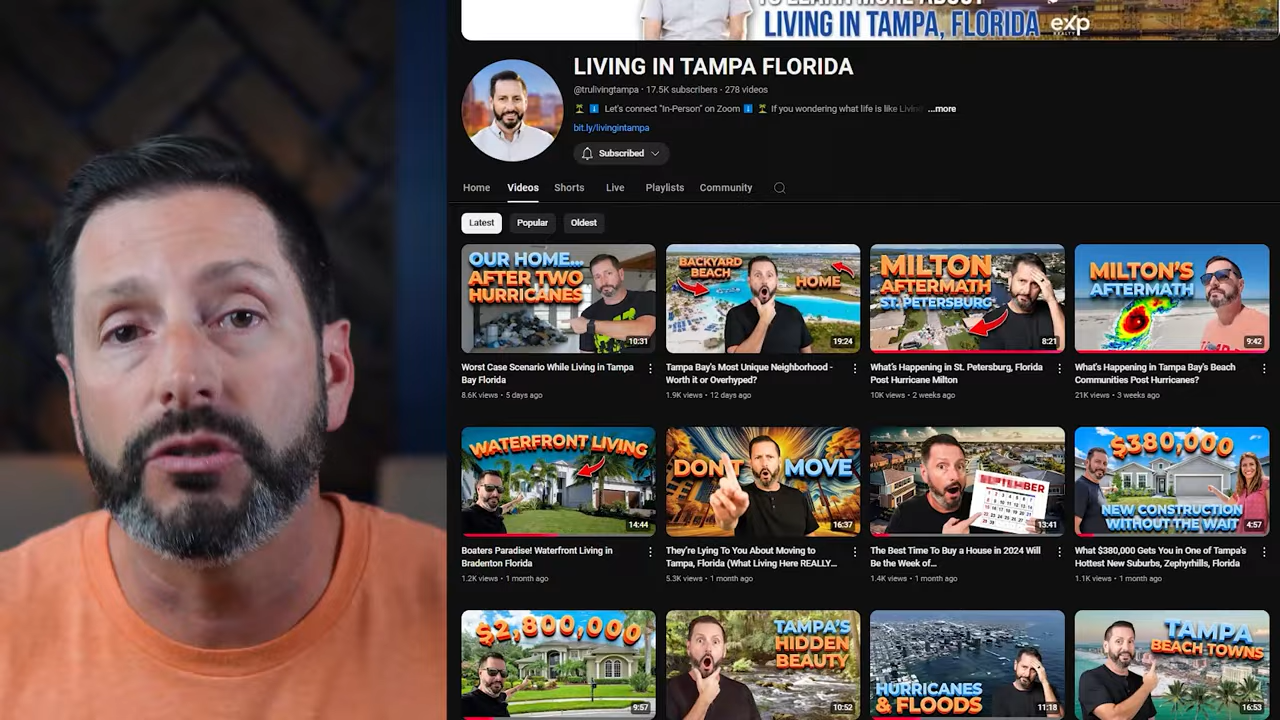 TO LEARN MORE ABOUT
LIVING IN TAMPA, FLORIDA
exp
REALTY
LIVING IN TAMPA FLORIDA
@trulivingtampa · 17.5K subscribers · 278 videos
Let's connect "In-Person" on Zoom If you wondering what life is like Livin ...more
bit.ly/livingintampa
Subscribed
Home Videos Shorts Live Playlists Community
Latest Popular Oldest
OUR HOME...
AFTER TWO
HURRICANES
10:31
BACKYARD
BEACH
HOME
19:24
MILTON
AFTERMATH
ST. PETERSBURG
8:21
MILTON'S
AFTERMATH
9:42
Worst Case Scenario While Living in Tampa
Bay Florida
8.6K views · 5 days ago
Tampa Bay's Most Unique Neighborhood -
Worth it or Overhyped?
1.9K views · 12 days ago
What's Happening in St. Petersburg, Florida
Post Hurricane Milton
10K views · 2 weeks ago
What's Happening in Tampa Bay's Beach
Communities Post Hurricanes?
21K views · 3 weeks ago
WATERFRONT LIVING
14:44
DON'T MOVE
16:37
SEPTEMBER
13:41
$380,000
NEW CONSTRUCTION
WITHOUT THE WAIT
4:57
Boaters Paradise! Waterfront Living in
Bradenton Florida
1.2K views · 1 month ago
They're Lying To You About Moving to
Tampa, Florida (What Living Here REALLY...
5.3K views · 1 month ago
The Best Time To Buy a House in 2024 Will
Be the Week of...
1.4K views · 1 month ago
What $380,000 Gets You in One of Tampa's
Hottest New Suburbs, Zephyrhills, Florida
1.1K views · 1 month ago
$2,800,000
9:57
TAMPA'S
HIDDEN
BEAUTY
10:52
HURRICANES
& FLOODS
11:18
TAMPA
BEACH TOWNS
16:53